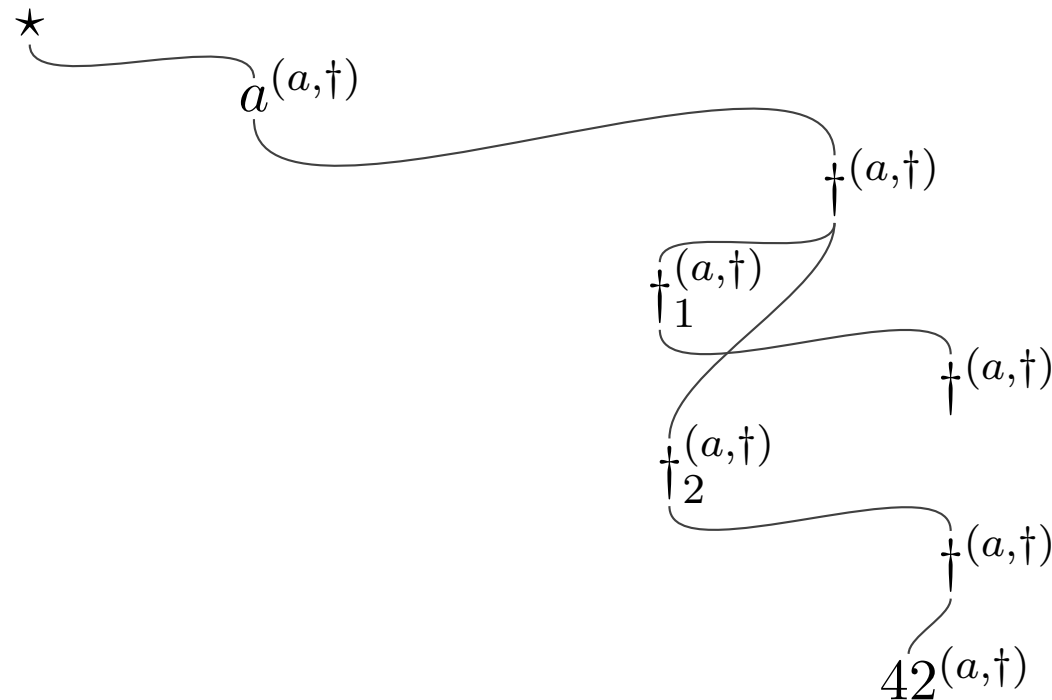 ⋆
a^(a,†)
†^(a,†)
†_1^(a,†)
†^(a,†)
†_2^(a,†)
†^(a,†)
42^(a,†)